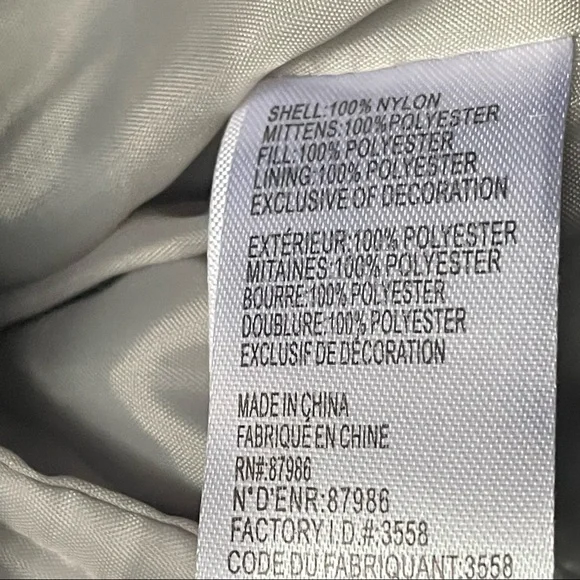 SHELL:100% NYLON
MITTENS:100%POLYESTER
FILL:100% POLYESTER
LINING:100% POLYESTER
EXCLUSIVE OF DECORATION
EXTÉRIEUR:100% POLYESTER
MITAINES:100% POLYESTER
BOURRE:100% POLYESTER
DOUBLURE:100% POLYESTER
EXCLUSIF DE DÉCORATION
MADE IN CHINA
FABRIQUÉ EN CHINE
RN#:87986
N°D'ENR:87986
FACTORY I.D.#:3558
CODE DU FABRIQUANT:3558